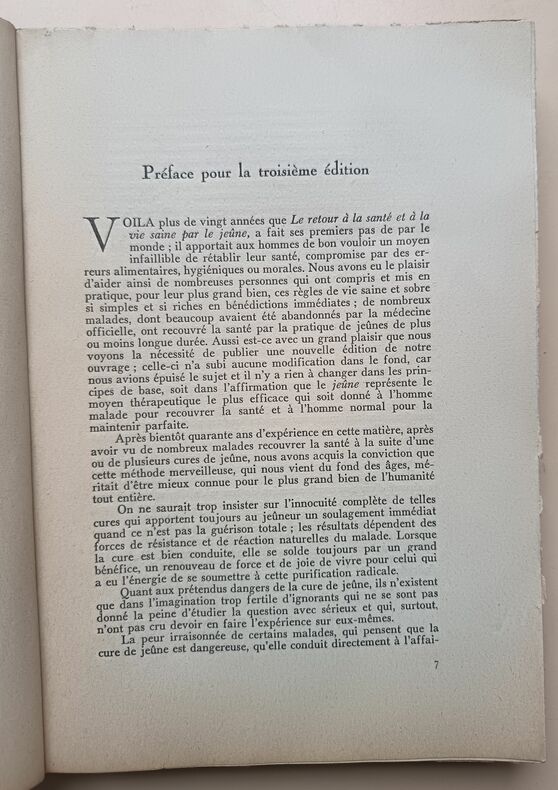 Préface pour la troisième édition
VOILA plus de vingt années que Le retour à la santé et à la
vie saine par le jeûne, a fait ses premiers pas de par le
monde ; il apportait aux hommes de bon vouloir un moyen
infaillible de rétablir leur santé, compromise par des er-
reurs alimentaires, hygiéniques ou morales. Nous avons eu le plaisir
d'aider ainsi de nombreuses personnes qui ont compris et mis en
pratique, pour leur plus grand bien, ces règles de vie saine et sobre
si simples et si riches en bénédictions immédiates ; de nombreux
malades, dont beaucoup avaient été abandonnés par la médecine
officielle, ont recouvré la santé par la pratique de jeûnes de plus
ou moins longue durée. Aussi est-ce avec un grand plaisir que nous
voyons la nécessité de publier une nouvelle édition de notre
ouvrage ; celle-ci n'a subi aucune modification dans le fond, car
nous avions épuisé le sujet et il n'y a rien à changer dans les prin-
cipes de base, soit dans l'affirmation que le jeûne représente le
moyen thérapeutique le plus efficace qui soit donné à l'homme
malade pour recouvrer la santé et à l'homme normal pour la
maintenir parfaite.
Après bientôt quarante ans d'expérience en cette matière, après
avoir vu de nombreux malades recouvrer la santé à la suite d'une
ou de plusieurs cures de jeûne, nous avons acquis la conviction que
cette méthode merveilleuse, qui nous vient du fond des âges, mé-
ritait d'être mieux connue pour le plus grand bien de l'humanité
tout entière.
On ne saurait trop insister sur l'innocuité complète de telles
cures qui apportent toujours au jeûneur un soulagement immédiat
quand ce n'est pas la guérison totale ; les résultats dépendent des
forces de résistance et de réaction naturelles du malade. Lorsque
la cure est bien conduite, elle se solde toujours par un grand
bénéfice, un renouveau de force et de joie de vivre pour celui qui
a eu l'énergie de se soumettre à cette purification radicale.
Quant aux prétendus dangers de la cure de jeûne, ils n'existent
que dans l'imagination trop fertile d'ignorants qui ne se sont pas
donné la peine d'étudier la question avec sérieux et qui, surtout,
n'ont pas cru devoir en faire l'expérience sur eux-mêmes.
La peur irraisonnée de certains malades, qui pensent que la
cure de jeûne est dangereuse, qu'elle conduit directement à l'affai-
7